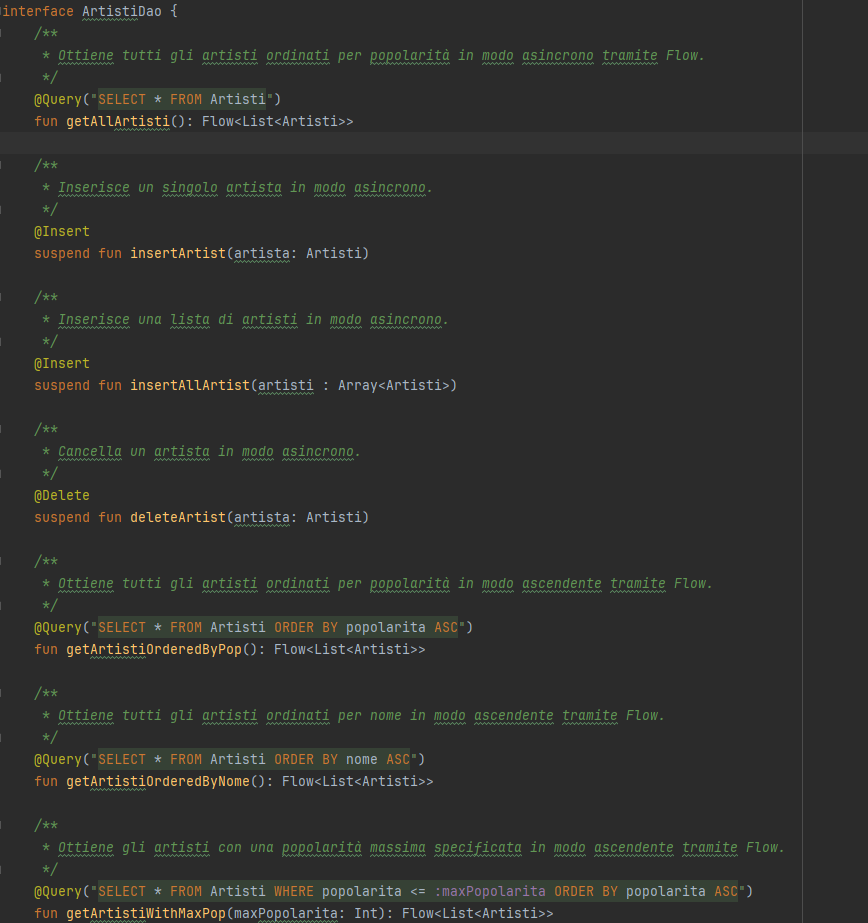 interface ArtistiDao {
/**
* Ottiene tutti gli artisti ordinati per popolarità in modo asincrono tramite Flow.
*/
@Query("SELECT * FROM Artisti")
fun getAllArtisti(): Flow<List<Artisti>>
/**
* Inserisce un singolo artista in modo asincrono.
*/
@Insert
suspend fun insertArtist(artista: Artisti)
/**
* Inserisce una lista di artisti in modo asincrono.
*/
@Insert
suspend fun insertAllArtist(artisti : Array<Artisti>)
/**
* Cancella un artista in modo asincrono.
*/
@Delete
suspend fun deleteArtist(artista: Artisti)
/**
* Ottiene tutti gli artisti ordinati per popolarità in modo ascendente tramite Flow.
*/
@Query("SELECT * FROM Artisti ORDER BY popolarita ASC")
fun getArtistiOrderedByPop(): Flow<List<Artisti>>
/**
* Ottiene tutti gli artisti ordinati per nome in modo ascendente tramite Flow.
*/
@Query("SELECT * FROM Artisti ORDER BY nome ASC")
fun getArtistiOrderedByNome(): Flow<List<Artisti>>
/**
* Ottiene gli artisti con una popolarità massima specificata in modo ascendente tramite Flow.
*/
@Query("SELECT * FROM Artisti WHERE popolarita <= :maxPopolarita ORDER BY popolarita ASC")
fun getArtistiWithMaxPop(maxPopolarita: Int): Flow<List<Artisti>>